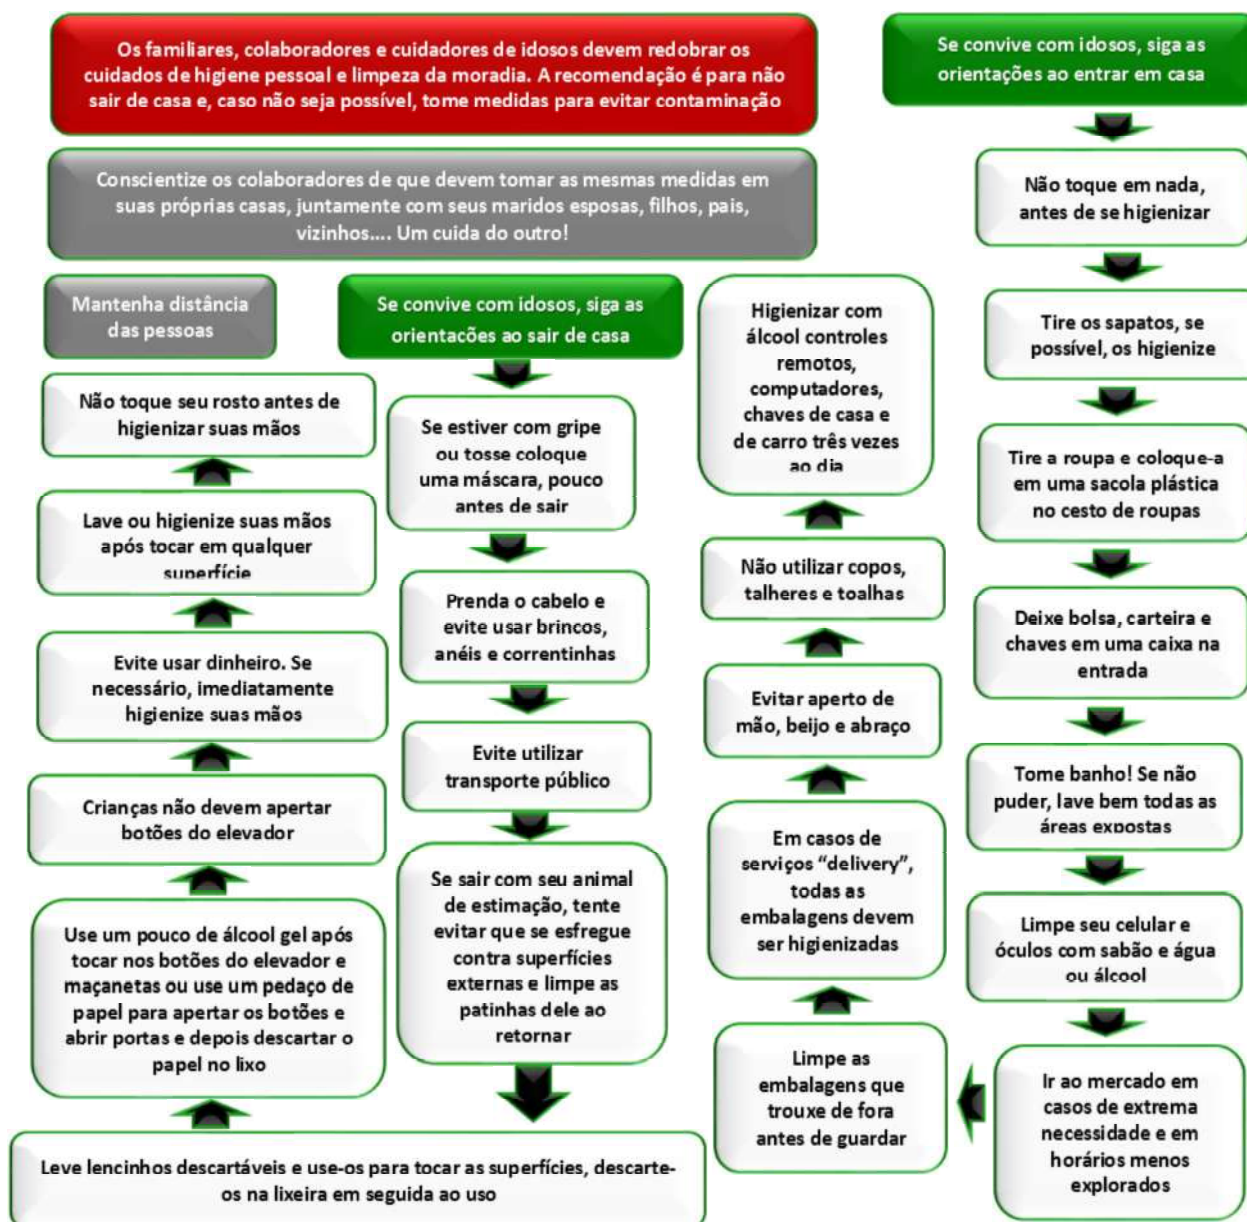 Os familiares, colaboradores e cuidadores de idosos devem redobrar os
cuidados de higiene pessoal e limpeza da moradia. A recomendação é para não
sair de casa e, caso não seja possível, tome medidas para evitar contaminação
Conscientize os colaboradores de que devem tomar as mesmas medidas em
suas próprias casas, juntamente com seus maridos esposas, filhos, pais,
vizinhos.... Um cuida do outro!
Mantenha distância
das pessoas
Se convive com idosos, siga as
orientacões ao sair de casa
Se estiver com gripe
ou tosse coloque
uma máscara, pouco
antes de sair
Prenda o cabelo e
evite usar brincos,
anéis e correntinhas
Evite utilizar
transporte público
Se sair com seu animal
de estimação, tente
evitar que se esfregue
contra superfícies
externas e limpe as
patinhas dele ao
retornar
Leve lencinhos descartáveis e use-os para tocar as superfícies, descarte-
os na lixeira em seguida ao uso
Use um pouco de álcool gel após
tocar nos botões do elevador e
maçanetas ou use um pedaço de
papel para apertar os botões e
abrir portas e depois descartar o
papel no lixo
Crianças não devem apertar
botões do elevador
Evite usar dinheiro. Se
necessário, imediatamente
higienize suas mãos
Lave ou higienize suas mãos
após tocar em qualquer
superfície
Não toque seu rosto antes de
higienizar suas mãos
Se convive com idosos, siga as
orientações ao entrar em casa
Não toque em nada,
antes de se higienizar
Tire os sapatos, se
possível, os higienize
Tire a roupa e coloque-a
em uma sacola plástica
no cesto de roupas
Deixe bolsa, carteira e
chaves em uma caixa na
entrada
Tome banho! Se não
puder, lave bem todas as
áreas expostas
Limpe seu celular e
óculos com sabão e água
ou álcool
Ir ao mercado em
casos de extrema
necessidade e em
horários menos
explorados
Limpe as
embalagens que
trouxe de fora
antes de guardar
Em casos de
serviços “delivery”,
todas as
embalagens devem
ser higienizadas
Evitar aperto de
mão, beijo e abraço
Não utilizar copos,
talheres e toalhas
Higienizar com
álcool controles
remotos,
computadores,
chaves de casa e
de carro três vezes
ao dia